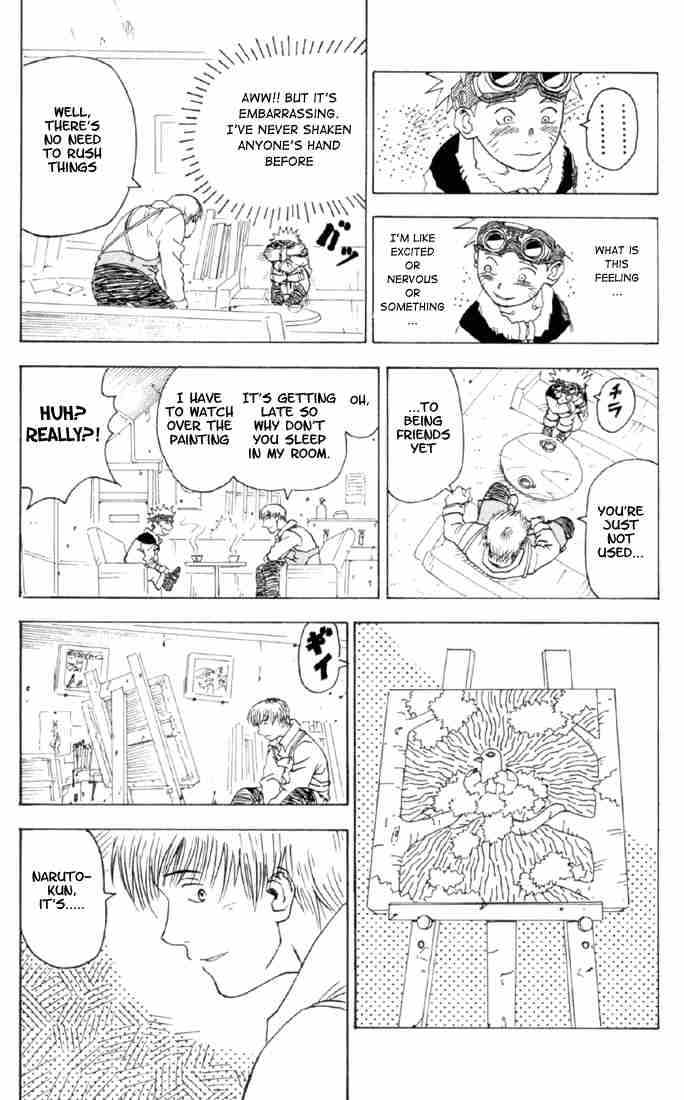 ........
WHAT IS
THIS
FEELING
...
I'M LIKE
EXCITED
OR
NERVOUS
OR
SOMETHING
...
AWW!! BUT IT'S
EMBARRASSING.
I'VE NEVER SHAKEN
ANYONE'S HAND
BEFORE
バッ
WELL,
THERE'S
NO NEED
TO RUSH
THINGS
チラ
YOU'RE
JUST
NOT
USED...
...TO
BEING
FRIENDS
YET
OH,
IT'S GETTING
LATE SO
WHY DON'T
YOU SLEEP
IN MY ROOM.
I HAVE
TO WATCH
OVER THE
PAINTING
HUH?
REALLY?!
ギイ
NARUTO-
KUN,
IT'S.....